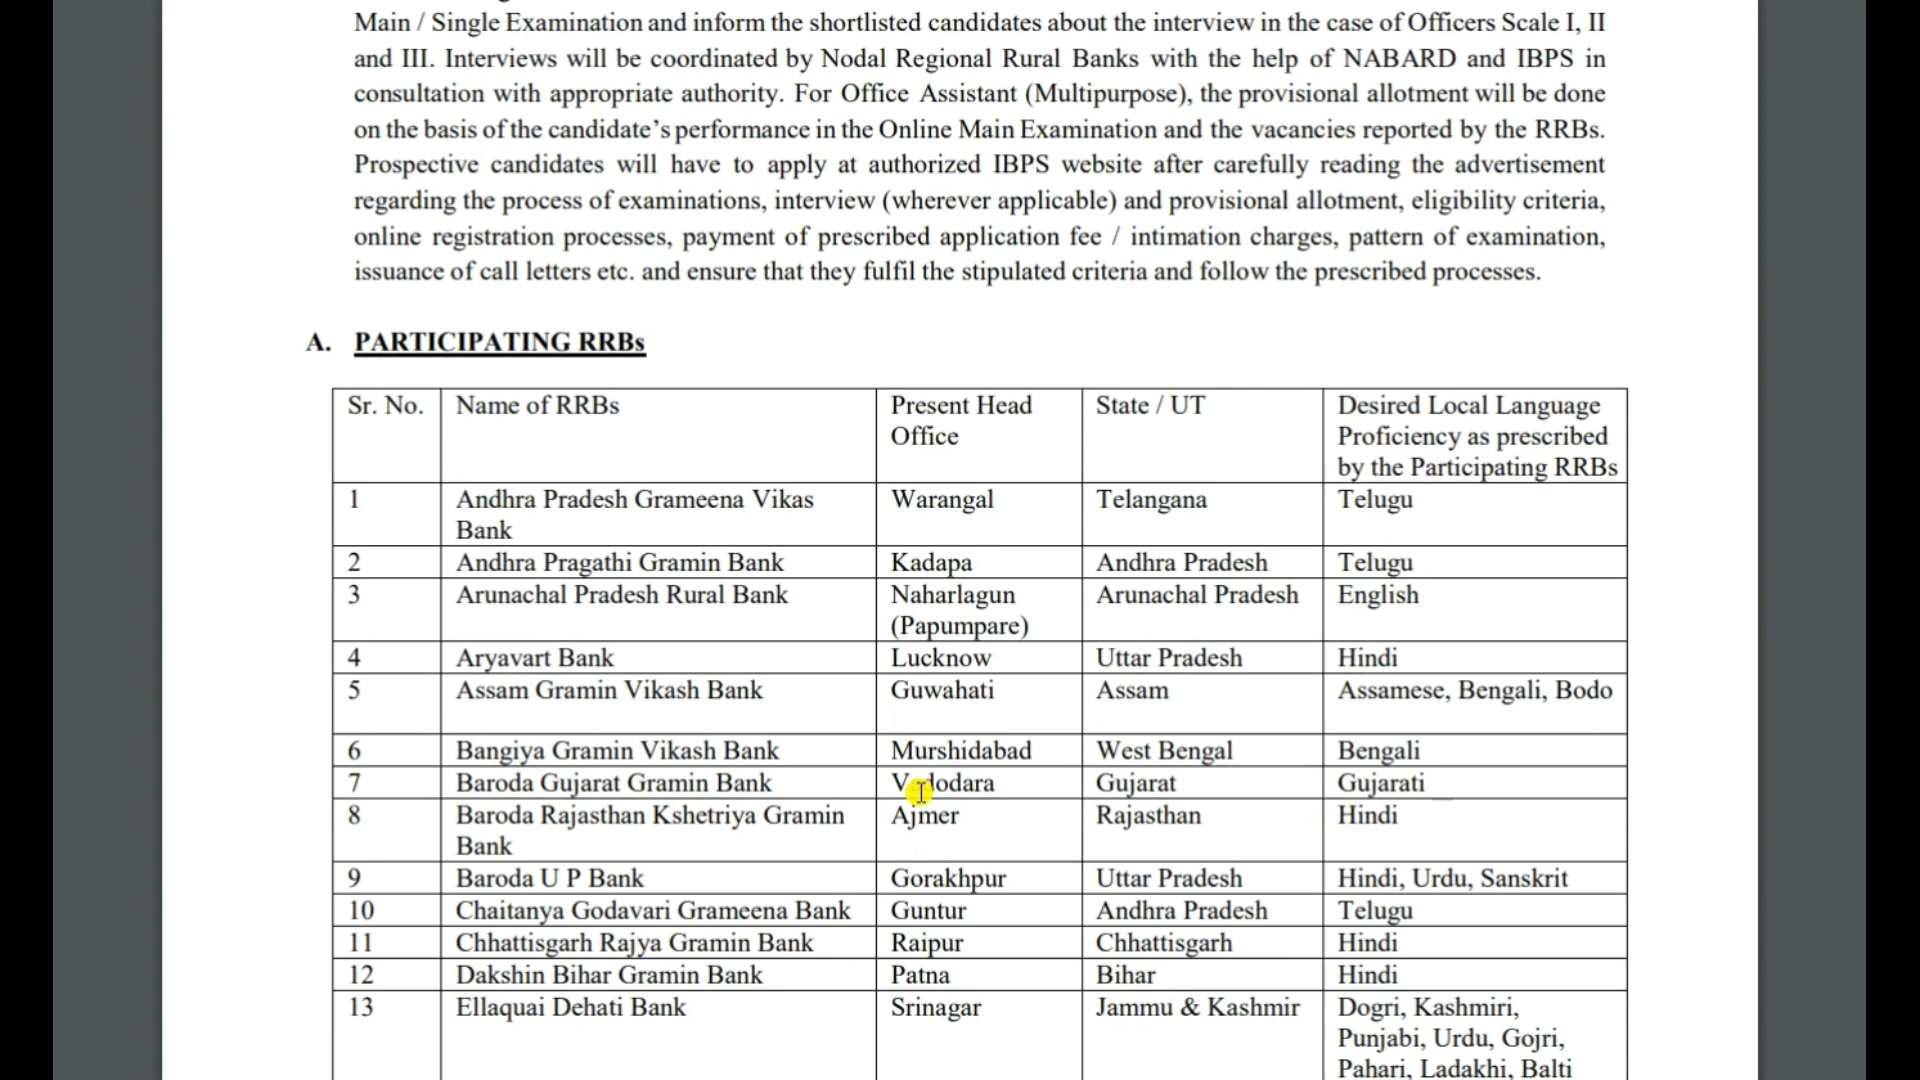 Main / Single Examination and inform the shortlisted candidates about the interview in the case of Officers Scale I, II
and III. Interviews will be coordinated by Nodal Regional Rural Banks with the help of NABARD and IBPS in
consultation with appropriate authority. For Office Assistant (Multipurpose), the provisional allotment will be done
on the basis of the candidate’s performance in the Online Main Examination and the vacancies reported by the RRBs.
Prospective candidates will have to apply at authorized IBPS website after carefully reading the advertisement
regarding the process of examinations, interview (wherever applicable) and provisional allotment, eligibility criteria,
online registration processes, payment of prescribed application fee / intimation charges, pattern of examination,
issuance of call letters etc. and ensure that they fulfil the stipulated criteria and follow the prescribed processes.
A. PARTICIPATING RRBs
Sr. No. Name of RRBs Present Head State / UT Desired Local Language
Office Proficiency as prescribed
by the Participating RRBs
1 Andhra Pradesh Grameena Vikas Warangal Telangana Telugu
Bank
2 Andhra Pragathi Gramin Bank Kadapa Andhra Pradesh Telugu
3 Arunachal Pradesh Rural Bank Naharlagun Arunachal Pradesh English
(Papumpare)
4 Aryavart Bank Lucknow Uttar Pradesh Hindi
5 Assam Gramin Vikash Bank Guwahati Assam Assamese, Bengali, Bodo
6 Bangiya Gramin Vikash Bank Murshidabad West Bengal Bengali
7 Baroda Gujarat Gramin Bank Vadodara Gujarat Gujarati
8 Baroda Rajasthan Kshetriya Gramin Ajmer Rajasthan Hindi
Bank
9 Baroda U P Bank Gorakhpur Uttar Pradesh Hindi, Urdu, Sanskrit
10 Chaitanya Godavari Grameena Bank Guntur Andhra Pradesh Telugu
11 Chhattisgarh Rajya Gramin Bank Raipur Chhattisgarh Hindi
12 Dakshin Bihar Gramin Bank Patna Bihar Hindi
13 Ellaquai Dehati Bank Srinagar Jammu & Kashmir Dogri, Kashmiri,
Punjabi, Urdu, Gojri,
Pahari, Ladakhi, Balti